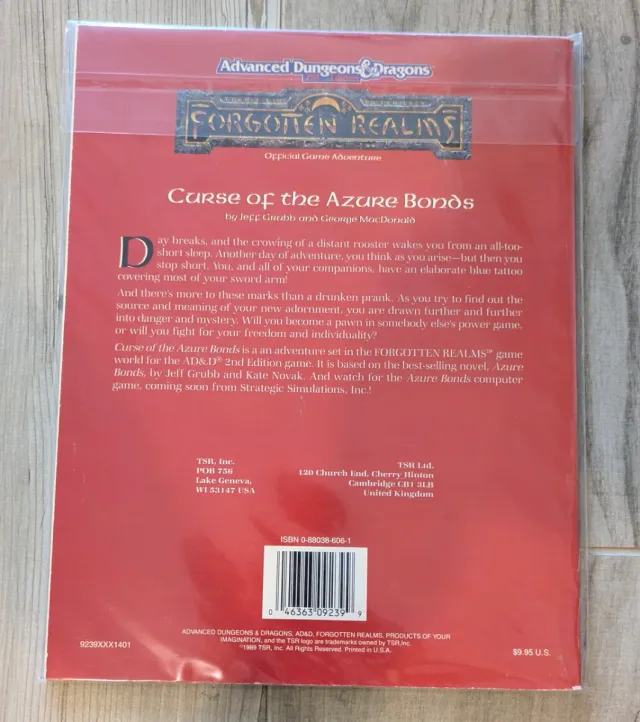 Advanced Dungeons & Dragons
FORGOTTEN REALMS
Official Game Adventure
Curse of the Azure Bonds
by Jeff Grubb and George MacDonald
Day breaks, and the crowing of a distant rooster wakes you from an all-too-
short sleep. Another day of adventure, you think as you arise—but then you
stop short. You, and all of your companions, have an elaborate blue tattoo
covering most of your sword arm!
And there's more to these marks than a drunken prank. As you try to find out the
source and meaning of your new adornment, you are drawn further and further
into danger and mystery. Will you become a pawn in somebody else's power game,
or will you fight for your freedom and individuality?
Curse of the Azure Bonds is a an adventure set in the FORGOTTEN REALMS™ game
world for the AD&D® 2nd Edition game. It is based on the best-selling novel, Azure
Bonds, by Jeff Grubb and Kate Novak. And watch for the Azure Bonds computer
game, coming soon from Strategic Simulations, Inc.!
TSR, Inc.
POB 756
Lake Geneva,
WI 53147 USA
TSR Ltd.
120 Church End, Cherry Hinton
Cambridge CB1 3LB
United Kingdom
ISBN 0-88038-606-1
0 46363 09239 9
ADVANCED DUNGEONS & DRAGONS, AD&D, FORGOTTEN REALMS, PRODUCTS OF YOUR
IMAGINATION, and the TSR logo are trademarks owned by TSR,Inc.
©1989 TSR, Inc. All Rights Reserved. Printed in U.S.A.
9239XXX1401
$9.95 U.S.